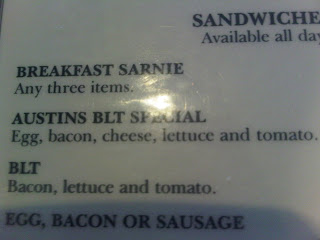 SANDWICHE
Available all day
BREAKFAST SARNIE
Any three items.
AUSTINS BLT SPECIAL
Egg, bacon, cheese, lettuce and tomato.
BLT
Bacon, lettuce and tomato.
EGG, BACON OR SAUSAGE